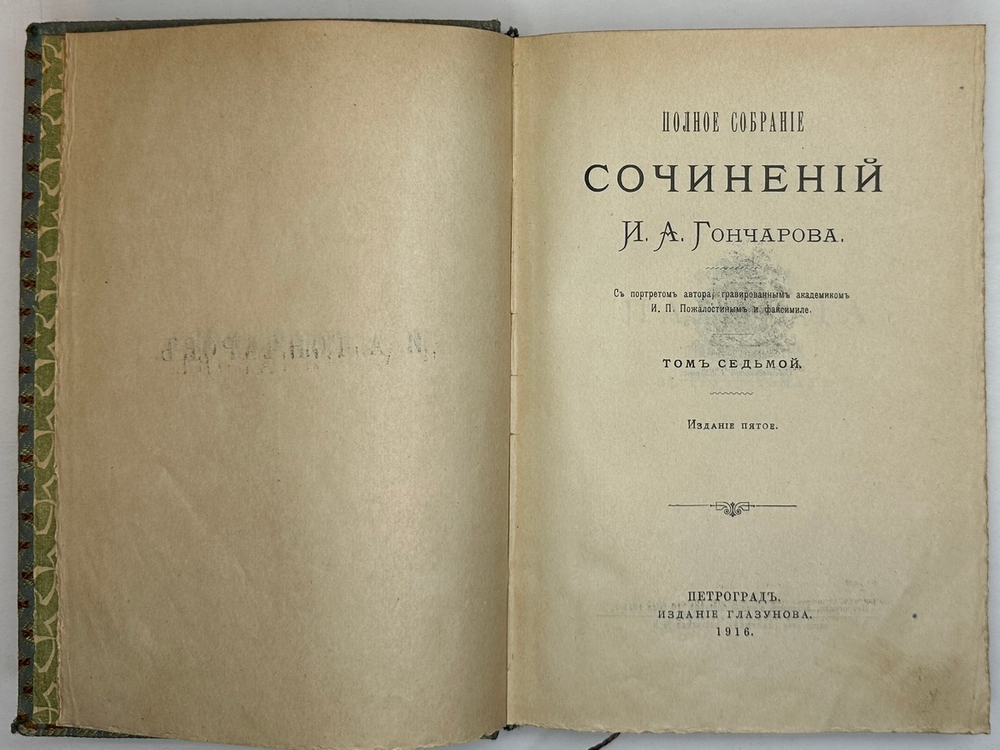 ПОЛНОЕ СОБРАНІЕ
СОЧИНЕНІЙ
И. А. ГОНЧАРОВА.
Съ портретомъ автора, гравированнымъ академикомъ
И. П. Пожалостинымъ и факсимиле.
ТОМЪ СЕДЬМОЙ.
ИЗДАНІЕ ПЯТОЕ.
ПЕТРОГРАДЪ.
ИЗДАНІЕ ГЛАЗУНОВА.
1916.